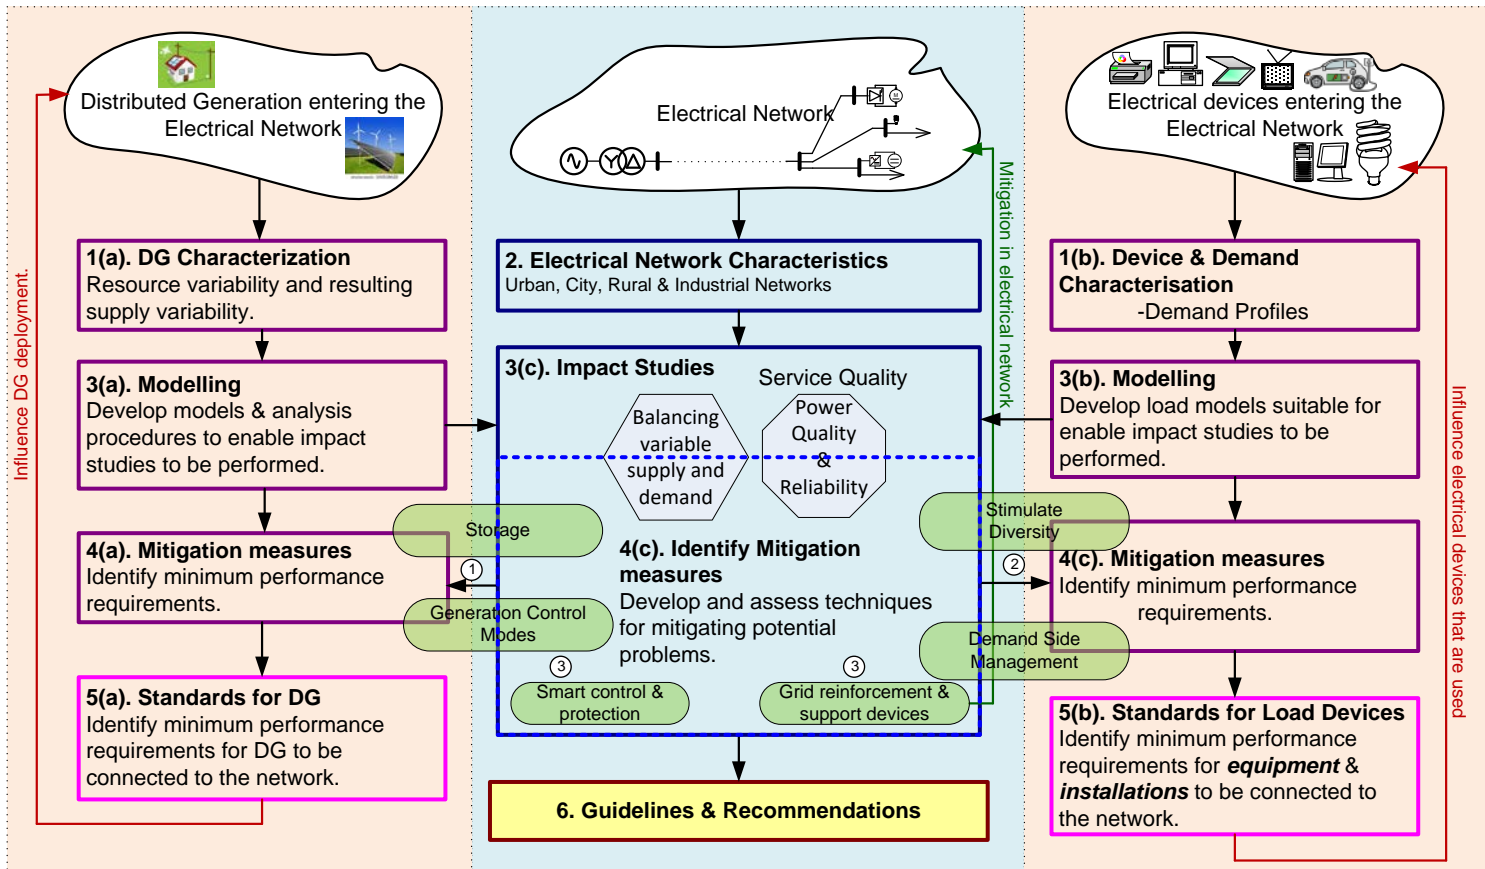 Distributed Generation entering the
Electrical Network
1(a). DG Characterization
Resource variability and resulting
supply variability.
3(a). Modelling
Develop models & analysis
procedures to enable impact
studies to be performed.
4(a). Mitigation measures
Identify minimum performance
requirements.
5(a). Standards for DG
Identify minimum performance
requirements for DG to be
connected to the network.
Influence DG deployment.
Storage
1
Generation Control
Modes
Electrical Network
2. Electrical Network Characteristics
Urban, City, Rural & Industrial Networks
3(c). Impact Studies
Service Quality
Balancing
variable
supply and
demand
Power
Quality
&
Reliability
4(c). Identify Mitigation
measures
Develop and assess techniques
for mitigating potential
problems.
3
Smart control &
protection
3
Grid reinforcement &
support devices
6. Guidelines & Recommendations
Mitigation in electrical network
Stimulate
Diversity
2
Demand Side
Management
Electrical devices entering the
Electrical Network
1(b). Device & Demand
Characterisation
-Demand Profiles
3(b). Modelling
Develop load models suitable for
enable impact studies to be
performed.
4(c). Mitigation measures
Identify minimum performance
requirements.
5(b). Standards for Load Devices
Identify minimum performance
requirements for equipment &
installations to be connected to
the network.
Influence electrical devices that are used